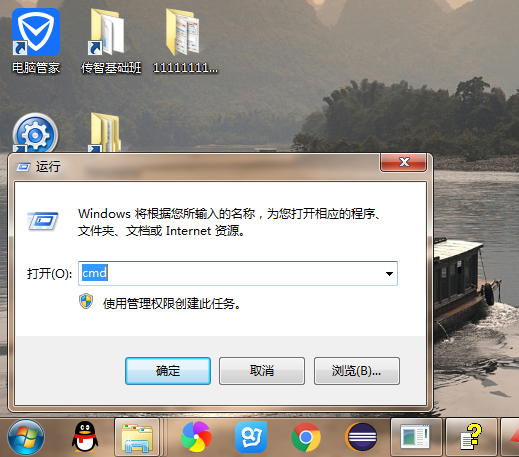 电脑管家
传智基础班
11111111...
运行
Windows 将根据您所输入的名称，为您打开相应的程序、
文件夹、文档或 Internet 资源。
打开(O):
cmd
使用管理权限创建此任务。
确定
取消
浏览(B)...